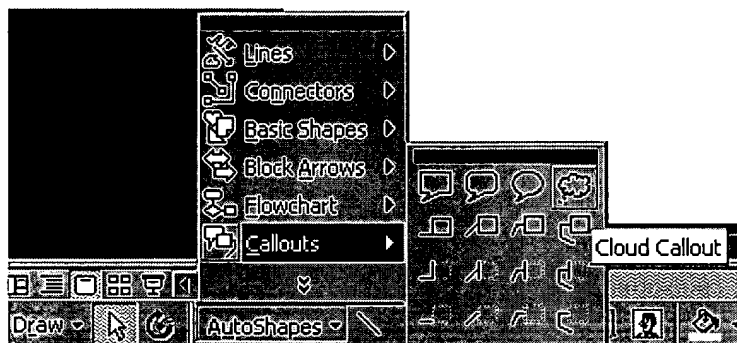 Lines
Connectors
Basic Shapes
Block Arrows
Flowchart
Callouts
Cloud Callout
Draw
AutoShapes